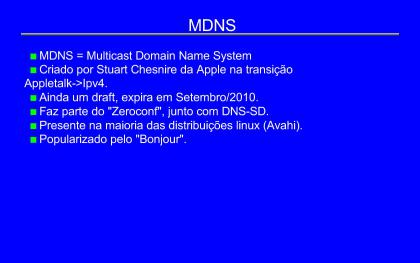 MDNS
MDNS = Multicast Domain Name System
Criado por Stuart Chesnire da Apple na transição
Appletalk->Ipv4.
Ainda um draft, expira em Setembro/2010.
Faz parte do "Zeroconf", junto com DNS-SD.
Presente na maioria das distribuições linux (Avahi).
Popularizado pelo "Bonjour".